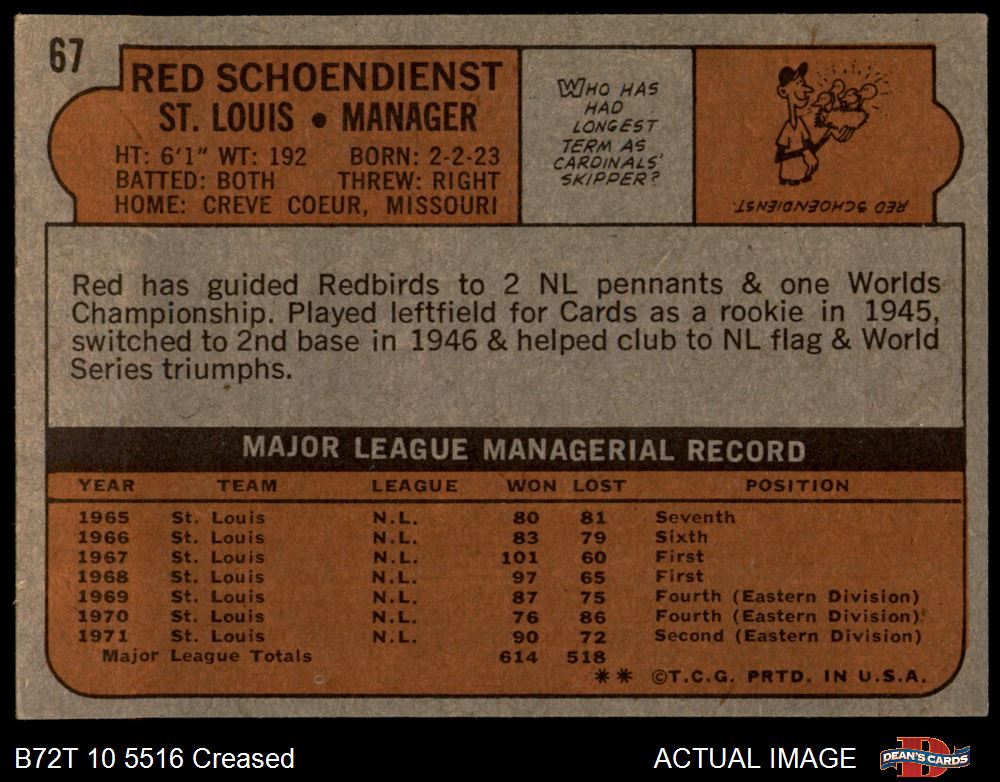 67
RED SCHOENDIENST
ST. LOUIS • MANAGER
HT: 6'1" WT: 192 BORN: 2-2-23
BATTED: BOTH THREW: RIGHT
HOME: CREVE COEUR, MISSOURI
WHO HAS
HAD
LONGEST
TERM AS
CARDINALS'
SKIPPER?
RED SCHOENDIENST.
Red has guided Redbirds to 2 NL pennants & one Worlds
Championship. Played leftfield for Cards as a rookie in 1945,
switched to 2nd base in 1946 & helped club to NL flag & World
Series triumphs.
MAJOR LEAGUE MANAGERIAL RECORD
YEAR TEAM LEAGUE WON LOST POSITION
1965 St. Louis N.L. 80 81 Seventh
1966 St. Louis N.L. 83 79 Sixth
1967 St. Louis N.L. 101 60 First
1968 St. Louis N.L. 97 65 First
1969 St. Louis N.L. 87 75 Fourth (Eastern Division)
1970 St. Louis N.L. 76 86 Fourth (Eastern Division)
1971 St. Louis N.L. 90 72 Second (Eastern Division)
Major League Totals 614 518
** ©T.C.G. PRTD. IN U.S.A.
B72T 10 5516 Creased
ACTUAL IMAGE
D
DEAN'S CARDS